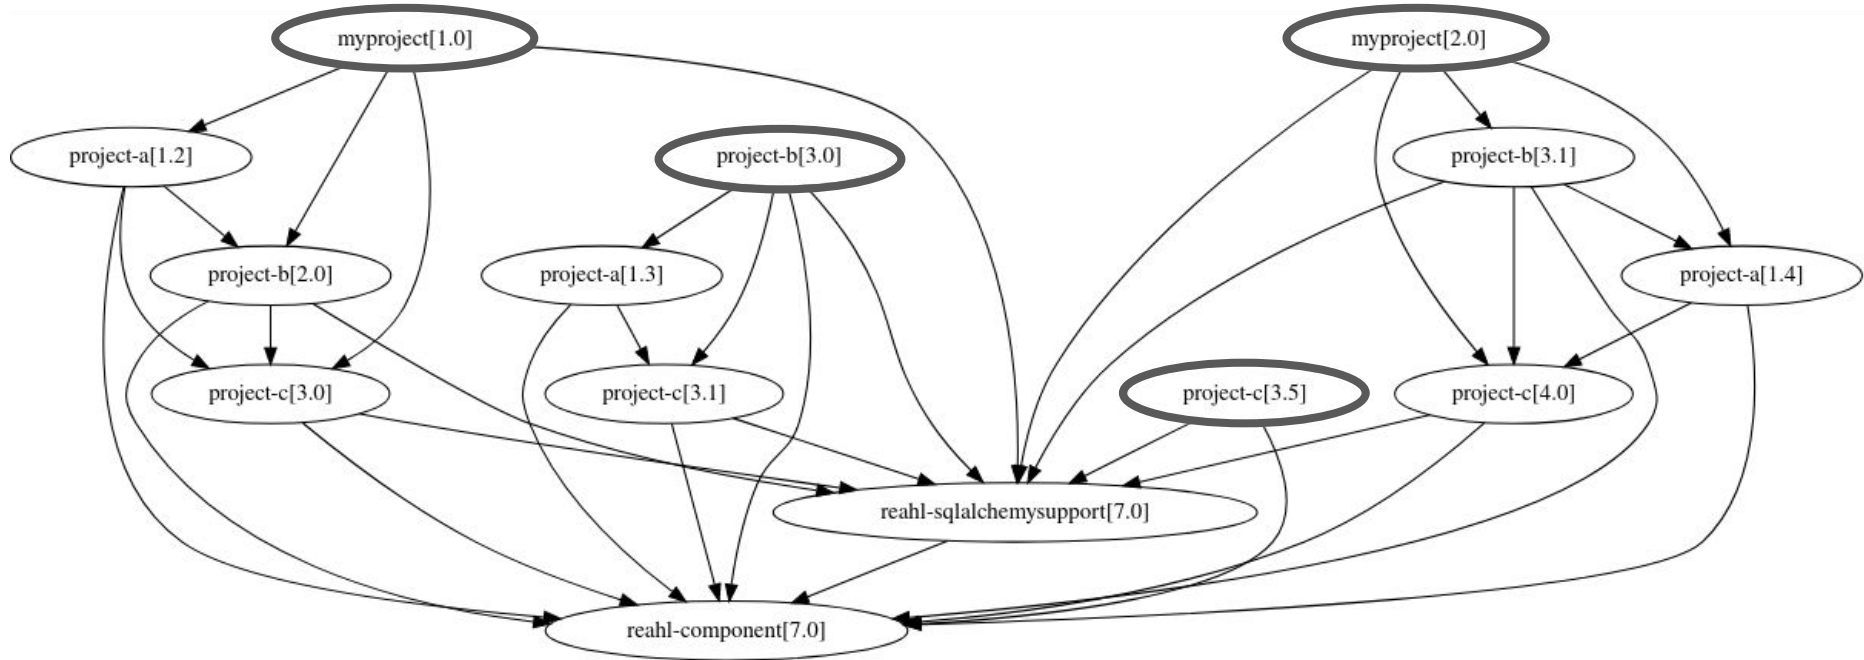 myproject[1.0]
myproject[2.0]
project-a[1.2]
project-b[3.0]
project-b[3.1]
project-b[2.0]
project-a[1.3]
project-a[1.4]
project-c[3.0]
project-c[3.1]
project-c[3.5]
project-c[4.0]
reahl-sqlalchemysupport[7.0]
reahl-component[7.0]